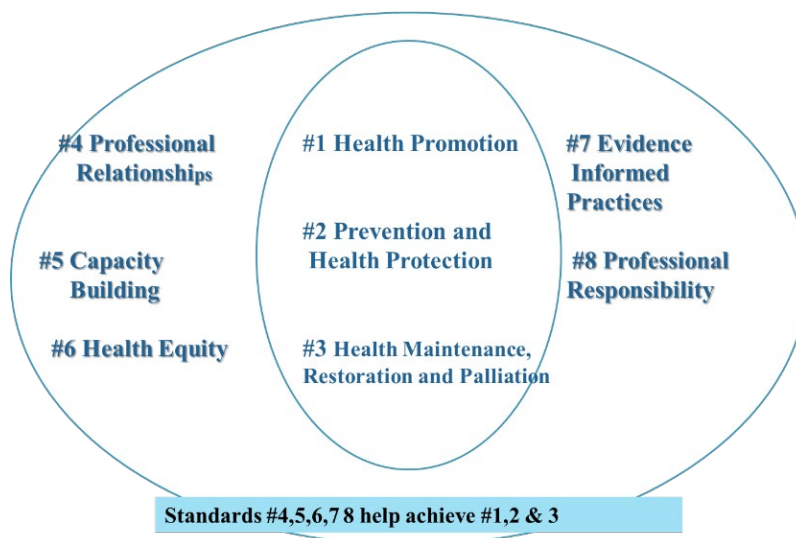 #4 Professional
Relationships
#5 Capacity
Building
#6 Health Equity
#1 Health Promotion
#2 Prevention and
Health Protection
#3 Health Maintenance,
Restoration and Palliation
#7 Evidence
Informed
Practices
#8 Professional
Responsibility
Standards #4,5,6,7 8 help achieve #1,2 & 3